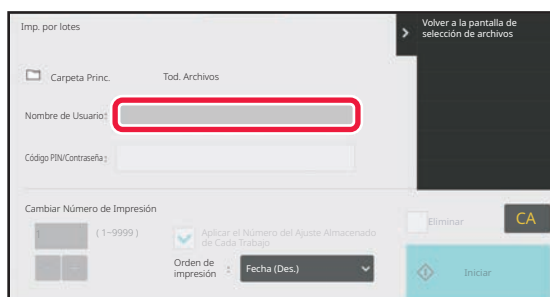 Imp. por lotes
Volver a la pantalla de
selección de archivos
Carpeta Princ.
Tod. Archivos
Nombre de Usuario:
Código PIN/Contraseña :
Cambiar Número de Impresión
1
( 1~9999 )
Aplicar el Número del Ajuste Almacenado
de Cada Trabajo
Orden de
impresión :
Fecha (Des.)
Eliminar
CA
Iniciar